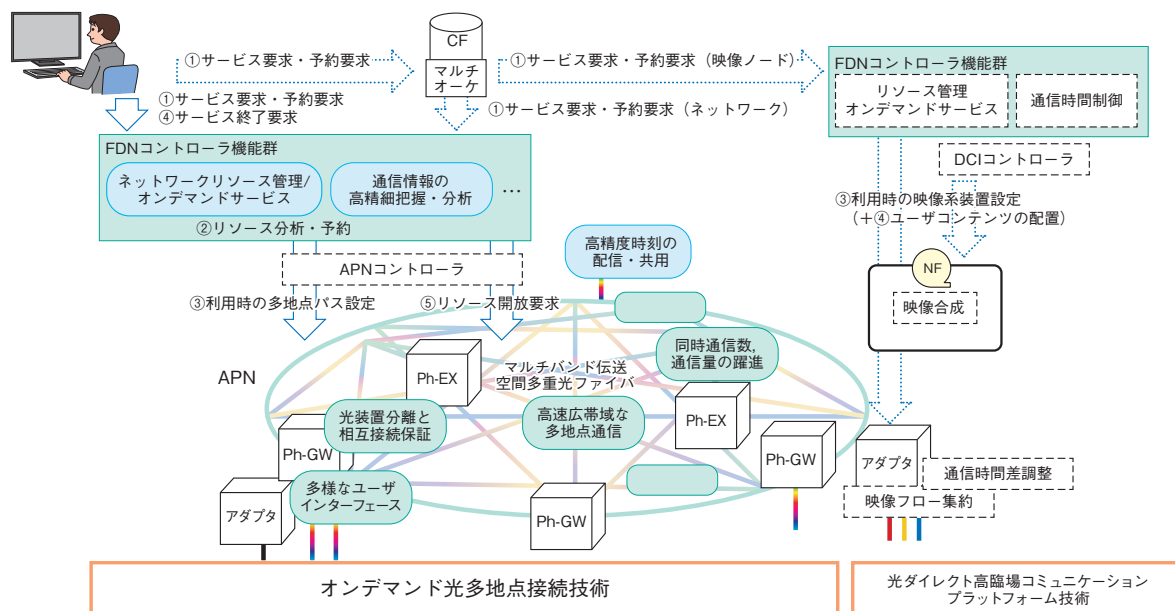 CF
マルチ
オーケ
①サービス要求・予約要求
①サービス要求・予約要求（映像ノード）
①サービス要求・予約要求
④サービス終了要求
①サービス要求・予約要求（ネットワーク）
FDNコントローラ機能群
リソース管理
オンデマンドサービス
通信時間制御
DCIコントローラ
③利用時の映像系装置設定
（＋④ユーザコンテンツの配置）
NF
映像合成
FDNコントローラ機能群
ネットワークリソース管理/
オンデマンドサービス
通信情報の
高精細把握・分析
…
②リソース分析・予約
APNコントローラ
③利用時の多地点パス設定
⑤リソース開放要求
高精度時刻の
配信・共用
APN
Ph-EX
マルチバンド伝送
空間多重光ファイバ
同時通信数，
通信量の躍進
光装置分離と
相互接続保証
高速広帯域な
多地点通信
Ph-EX
Ph-GW
Ph-GW
多様なユーザ
インターフェース
アダプタ
Ph-GW
アダプタ
通信時間差調整
映像フロー集約
オンデマンド光多地点接続技術
光ダイレクト高臨場コミュニケーション
プラットフォーム技術